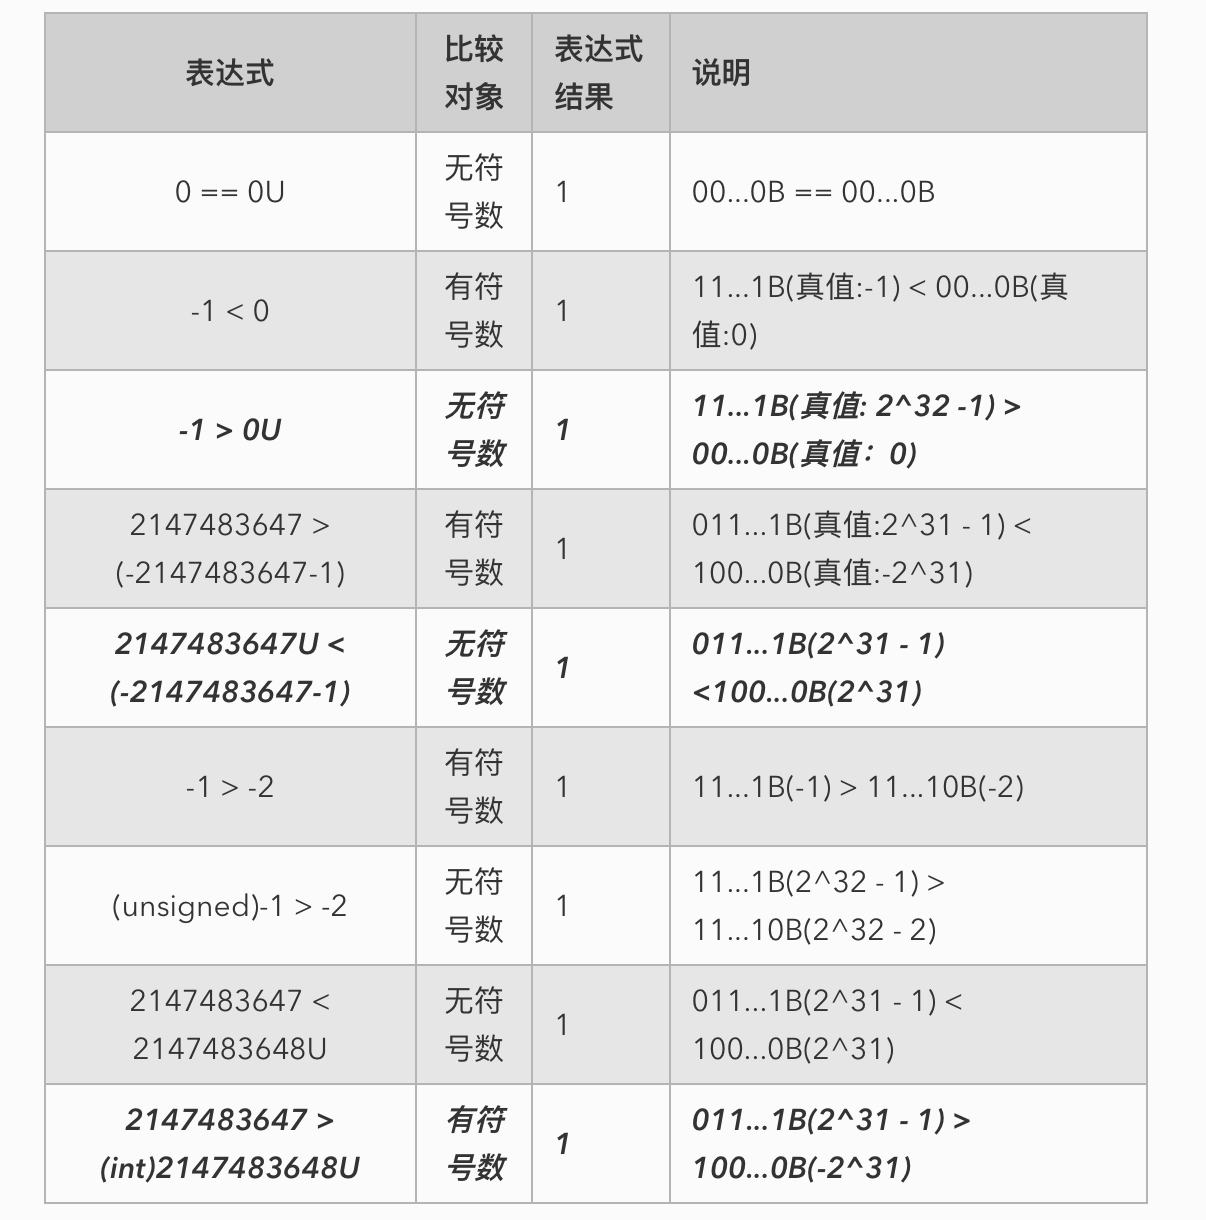 表达式
比较
对象
表达式
结果
说明
0 == 0U
无符
号数
1
00...0B == 00...0B
-1 < 0
有符
号数
1
11...1B(真值:-1) < 00...0B(真
值:0)
-1 > 0U
无符
号数
1
11...1B(真值: 2^32 -1) >
00...0B(真值：0)
2147483647 >
(-2147483647-1)
有符
号数
1
011...1B(真值:2^31 - 1) <
100...0B(真值:-2^31)
2147483647U <
(-2147483647-1)
无符
号数
1
011...1B(2^31 - 1)
<100...0B(2^31)
-1 > -2
有符
号数
1
11...1B(-1) > 11...10B(-2)
(unsigned)-1 > -2
无符
号数
1
11...1B(2^32 - 1) >
11...10B(2^32 - 2)
2147483647 <
2147483648U
无符
号数
1
011...1B(2^31 - 1) <
100...0B(2^31)
2147483647 >
(int)2147483648U
有符
号数
1
011...1B(2^31 - 1) >
100...0B(-2^31)